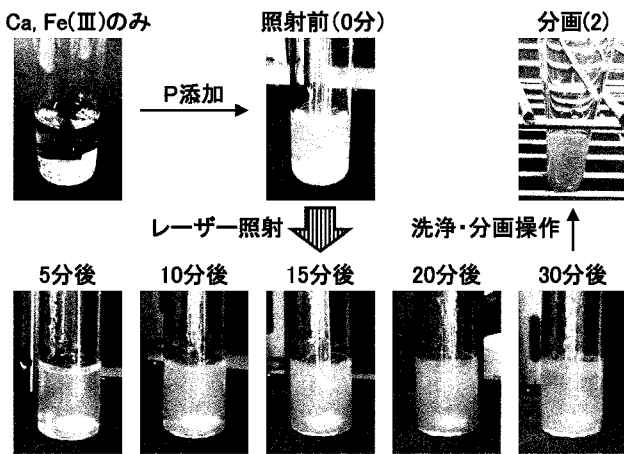 Ca, Fe(Ⅲ)のみ
照射前(0分)
分画(2)
P添加
レーザー照射
洗浄・分画操作
5分後
10分後
15分後
20分後
30分後